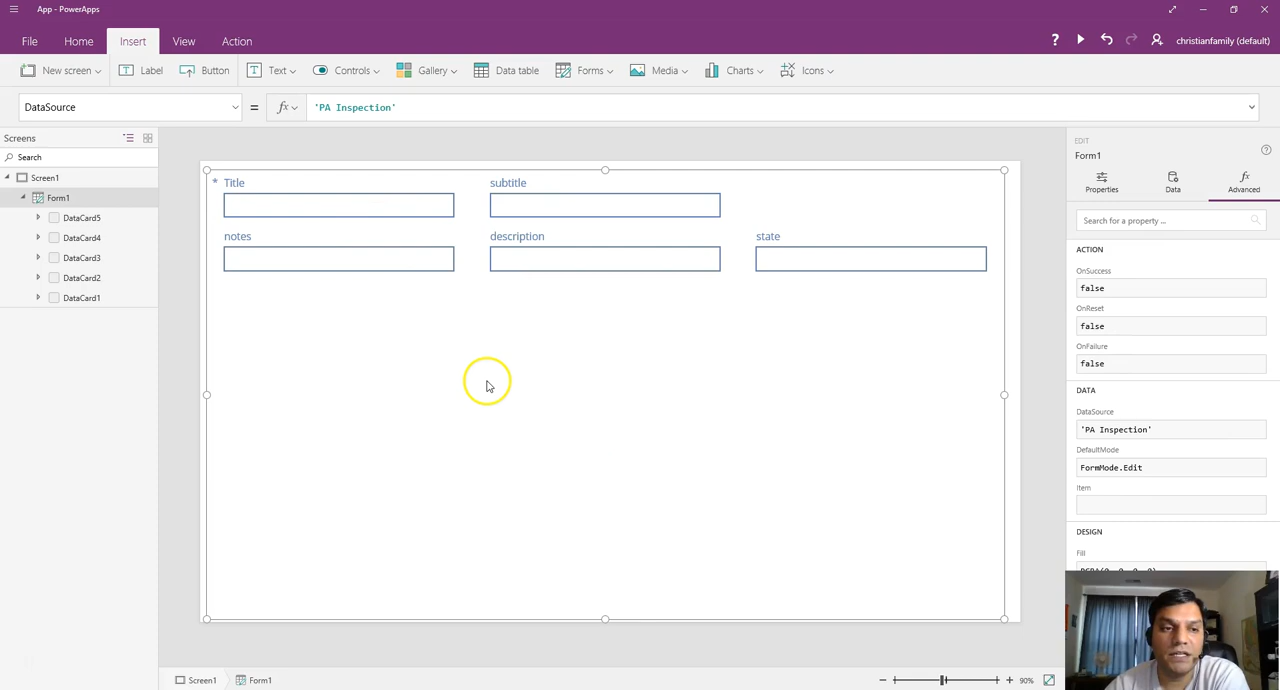 App - PowerApps
File Home Insert View Action
? christianfamily (default)
New screen Label Button Text Controls Gallery Data table Forms Media Charts Icons
DataSource = fx 'PA Inspection'
Screens
Search
Screen1
Form1
DataCard5
DataCard4
DataCard3
DataCard2
DataCard1
* Title subtitle
notes description state
EDIT
Form1
Properties Data fx Advanced
Search for a property ...
ACTION
OnSuccess
false
OnReset
false
OnFailure
false
DATA
DataSource
'PA Inspection'
DefaultMode
FormMode.Edit
Item
DESIGN
Fill
Screen1 Form1 90%